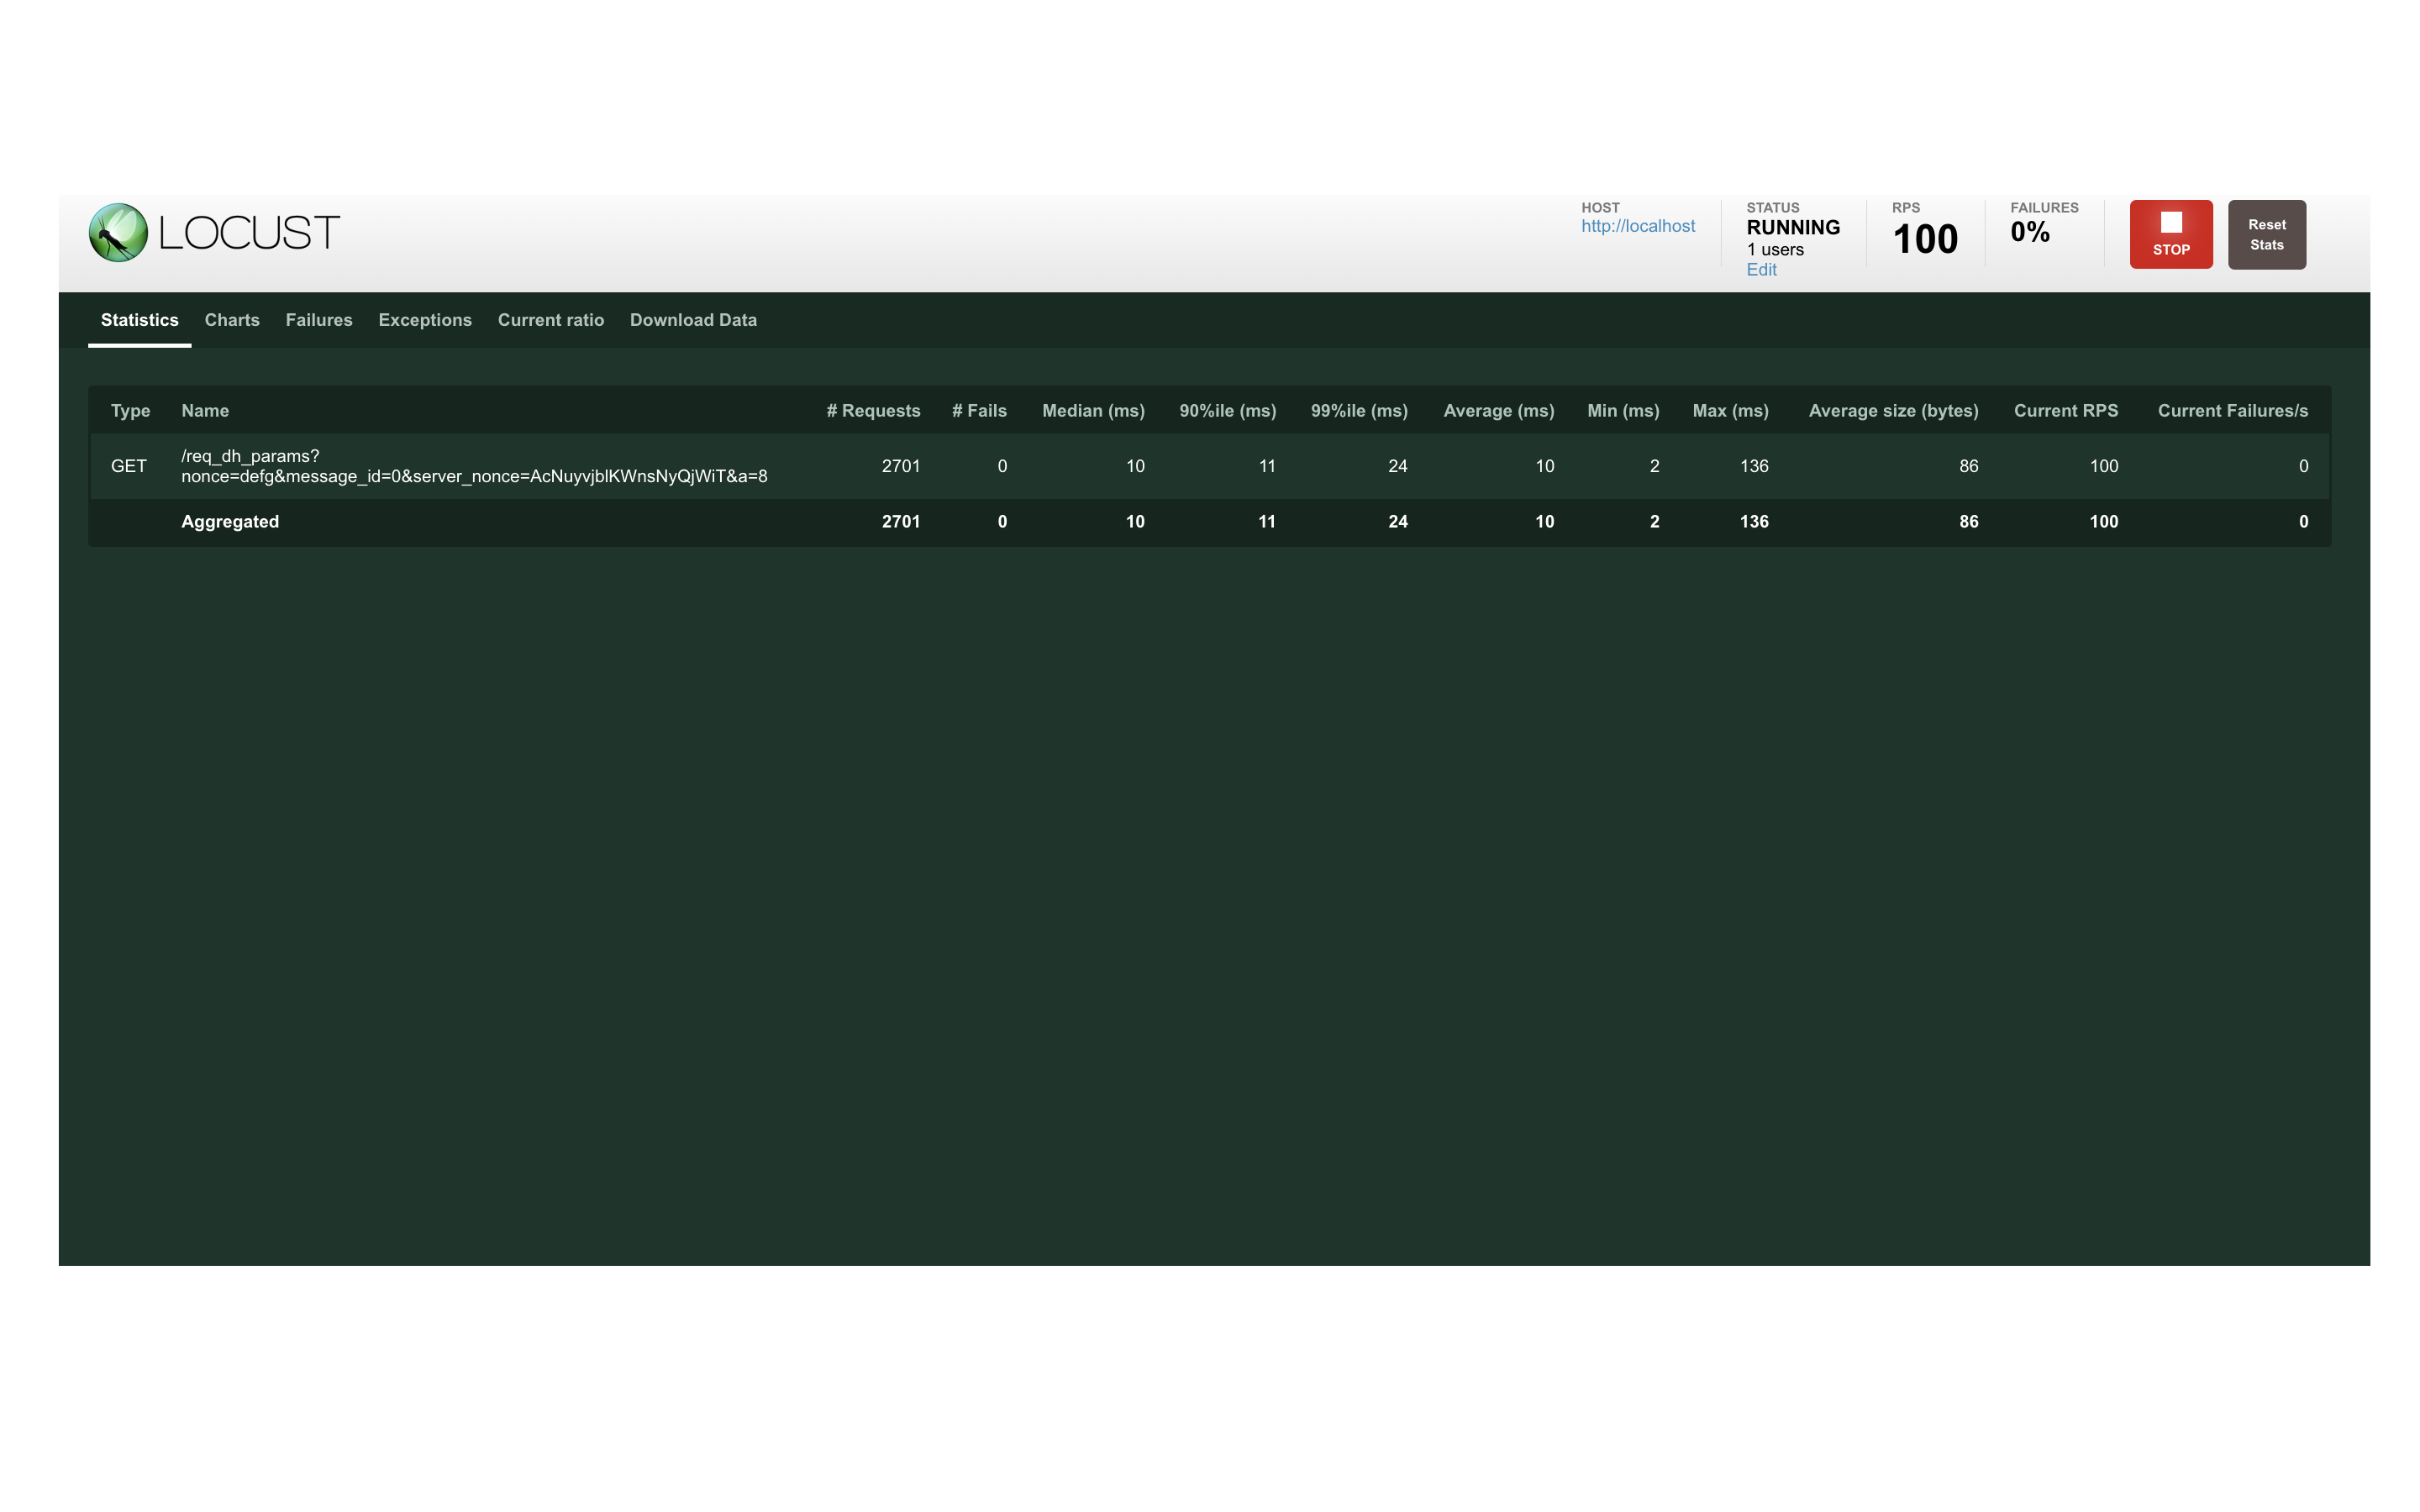 LOCUST
HOST
http://localhost
STATUS
RUNNING
1 users
Edit
RPS
100
FAILURES
0%
STOP
Reset
Stats
Statistics Charts Failures Exceptions Current ratio Download Data
Type Name # Requests # Fails Median (ms) 90%ile (ms) 99%ile (ms) Average (ms) Min (ms) Max (ms) Average size (bytes) Current RPS Current Failures/s
GET /req_dh_params?
nonce=defg&message_id=0&server_nonce=AcNuyvjblKWnsNyQjWiT&a=8 2701 0 10 11 24 10 2 136 86 100 0
Aggregated 2701 0 10 11 24 10 2 136 86 100 0